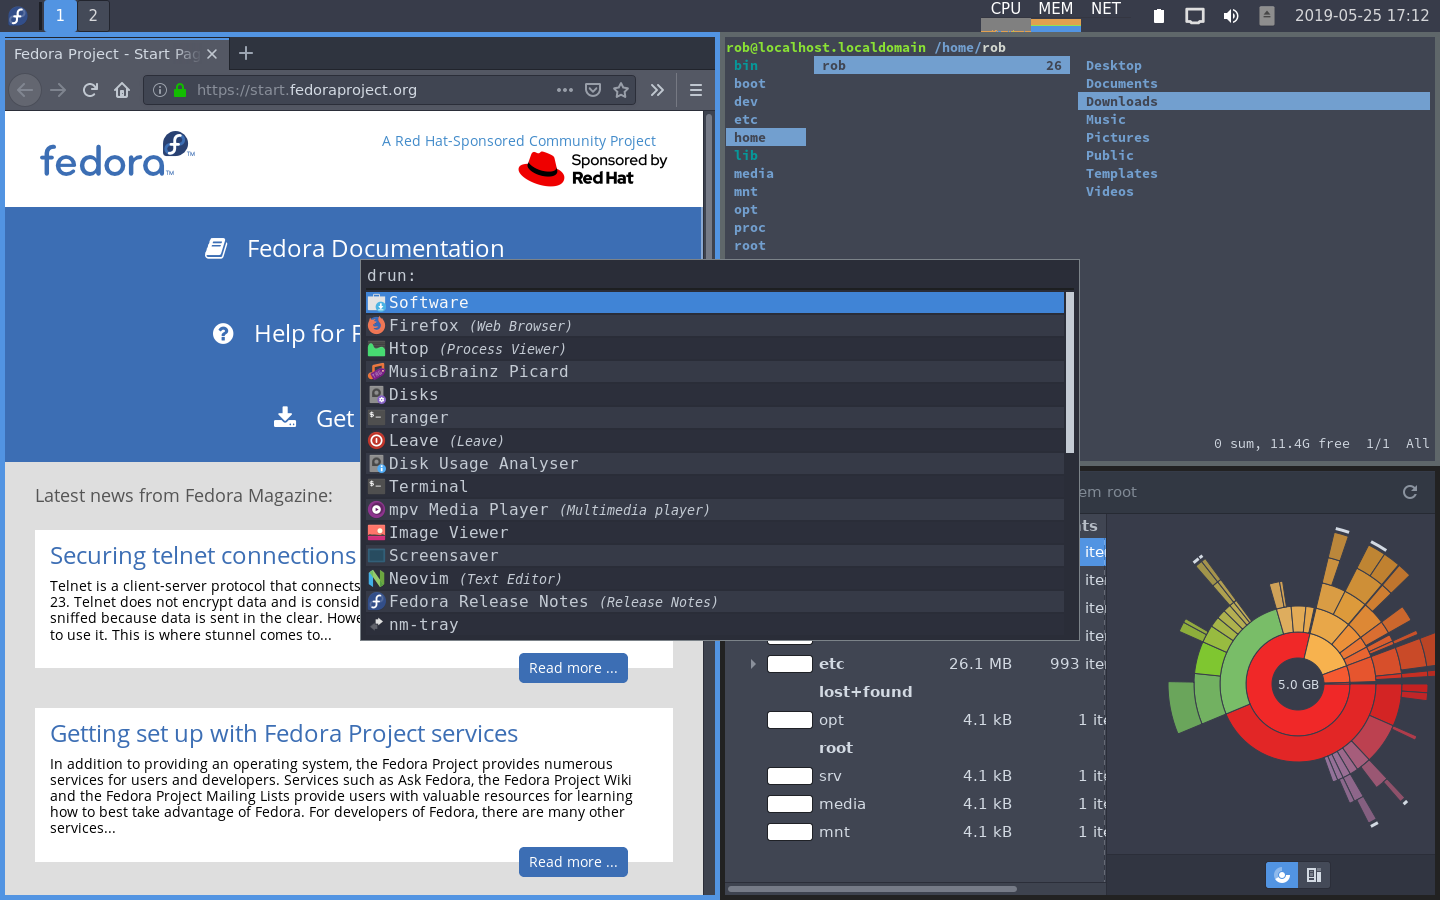 1 2
CPU MEM NET
2019-05-25 17:12
Fedora Project - Start Pag
https://start.fedoraproject.org
fedora™
A Red Hat-Sponsored Community Project
Sponsored by
Red Hat
Fedora Documentation
Help for F
Get
Latest news from Fedora Magazine:
Securing telnet connections
Telnet is a client-server protocol that connects
23. Telnet does not encrypt data and is consid
sniffed because data is sent in the clear. Howe
to use it. This is where stunnel comes to...
Read more ...
Getting set up with Fedora Project services
In addition to providing an operating system, the Fedora Project provides numerous
services for users and developers. Services such as Ask Fedora, the Fedora Project Wiki
and the Fedora Project Mailing Lists provide users with valuable resources for learning
how to best take advantage of Fedora. For developers of Fedora, there are many other
services...
Read more ...
rob@localhost.localdomain /home/rob
bin
boot
dev
etc
home
lib
media
mnt
opt
proc
root
rob 26
Desktop
Documents
Downloads
Music
Pictures
Public
Templates
Videos
0 sum, 11.4G free 1/1 All
drun:
Software
Firefox (Web Browser)
Htop (Process Viewer)
MusicBrainz Picard
Disks
ranger
Leave (Leave)
Disk Usage Analyser
Terminal
mpv Media Player (Multimedia player)
Image Viewer
Screensaver
Neovim (Text Editor)
Fedora Release Notes (Release Notes)
nm-tray
em root
ts
ite
ite
ite
ite
etc 26.1 MB 993 ite
lost+found
opt 4.1 kB 1 ite
root
srv 4.1 kB 1 ite
media 4.1 kB 1 ite
mnt 4.1 kB 1 ite
5.0 GB